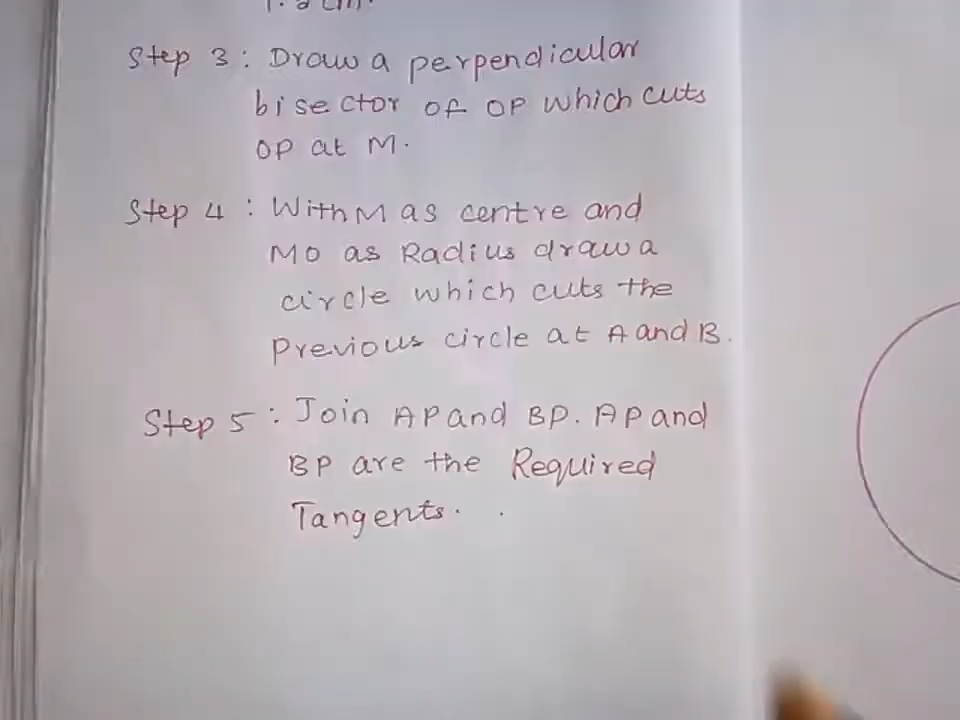 Step 3 : Draw a perpendicular
bisector of OP which cuts
OP at M.
Step 4 : With M as centre and
MO as Radius draw a
circle which cuts the
Previous circle at A and B.
Step 5 : Join AP and BP. AP and
BP are the Required
Tangents.